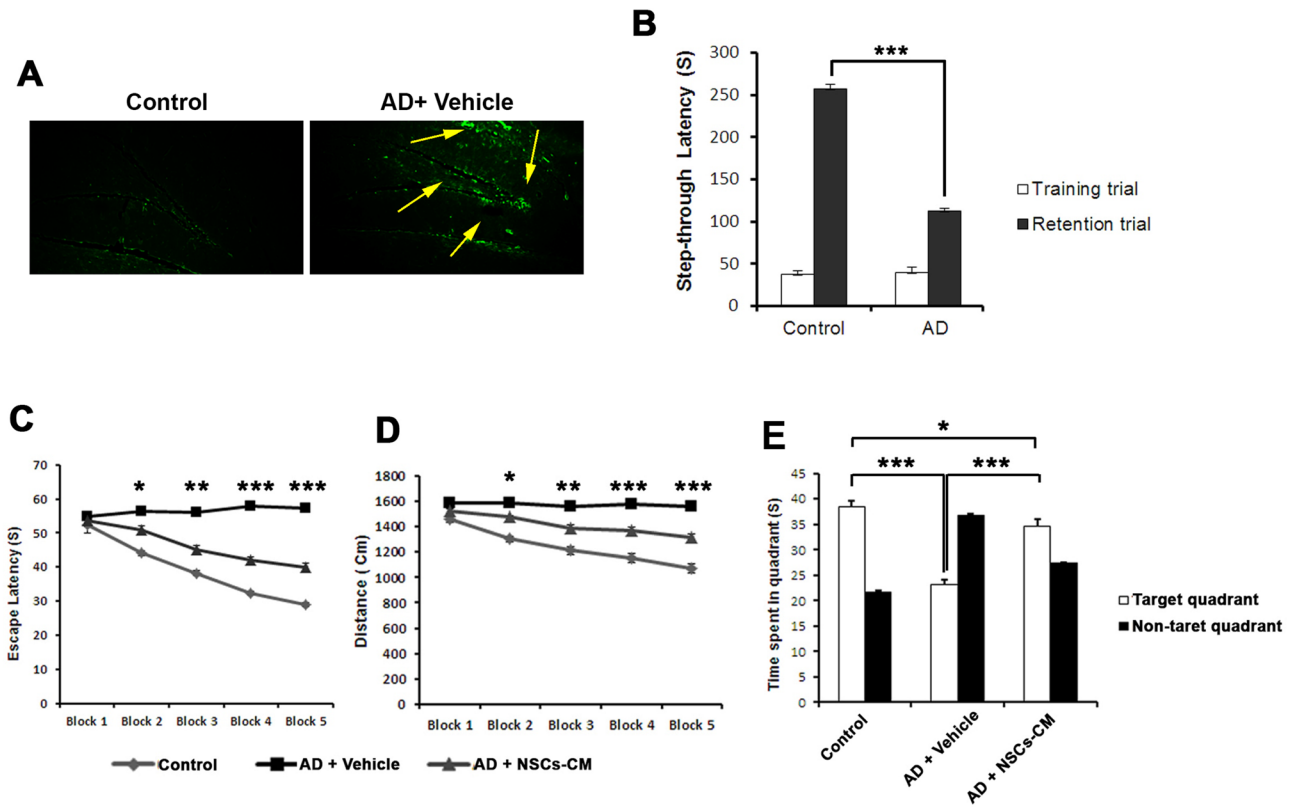 A
Control
AD+ Vehicle
B
Step-through Latency (S)
300
250
200
150
100
50
0
***
Control
AD
Training trial
Retention trial
C
Escape Latency (S)
70
60
50
40
30
20
10
0
*
**
***
***
Block 1
Block 2
Block 3
Block 4
Block 5
D
Distance ( Cm)
1800
1600
1400
1200
1000
800
600
400
200
0
*
**
***
***
Block 1
Block 2
Block 3
Block 4
Block 5
Control
AD + Vehicle
AD + NSCs-CM
E
Time spent in quadrant (S)
45
40
35
30
25
20
15
10
5
0
*
***
***
Control
AD + Vehicle
AD + NSCs-CM
Target quadrant
Non-taret quadrant